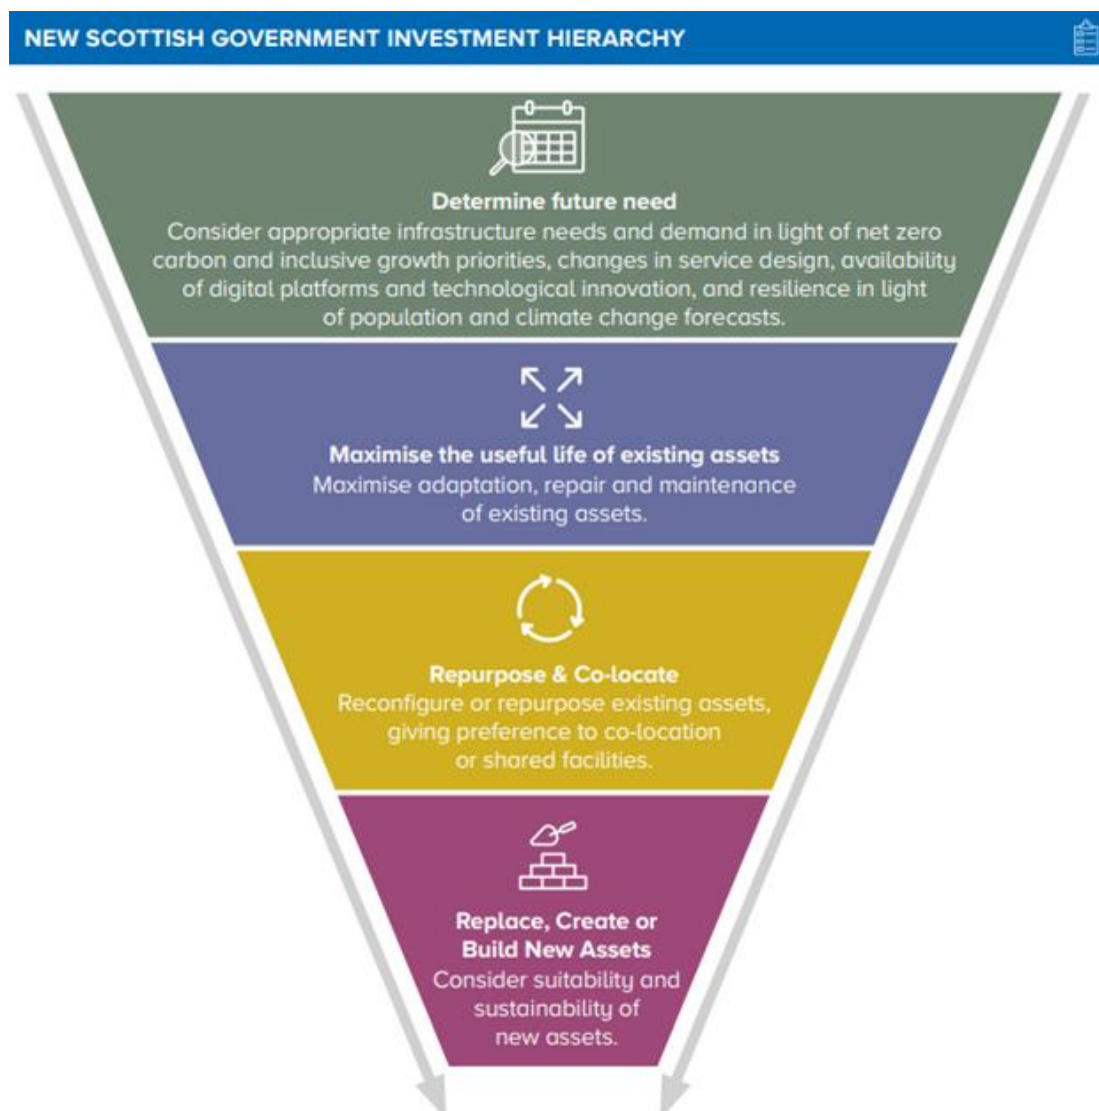 NEW SCOTTISH GOVERNMENT INVESTMENT HIERARCHY
Determine future need
Consider appropriate infrastructure needs and demand in light of net zero
carbon and inclusive growth priorities, changes in service design, availability
of digital platforms and technological innovation, and resilience in light
of population and climate change forecasts.
Maximise the useful life of existing assets
Maximise adaptation, repair and maintenance
of existing assets.
Repurpose & Co-locate
Reconfigure or repurpose existing assets,
giving preference to co-location
or shared facilities.
Replace, Create or
Build New Assets
Consider suitability and
sustainability of
new assets.